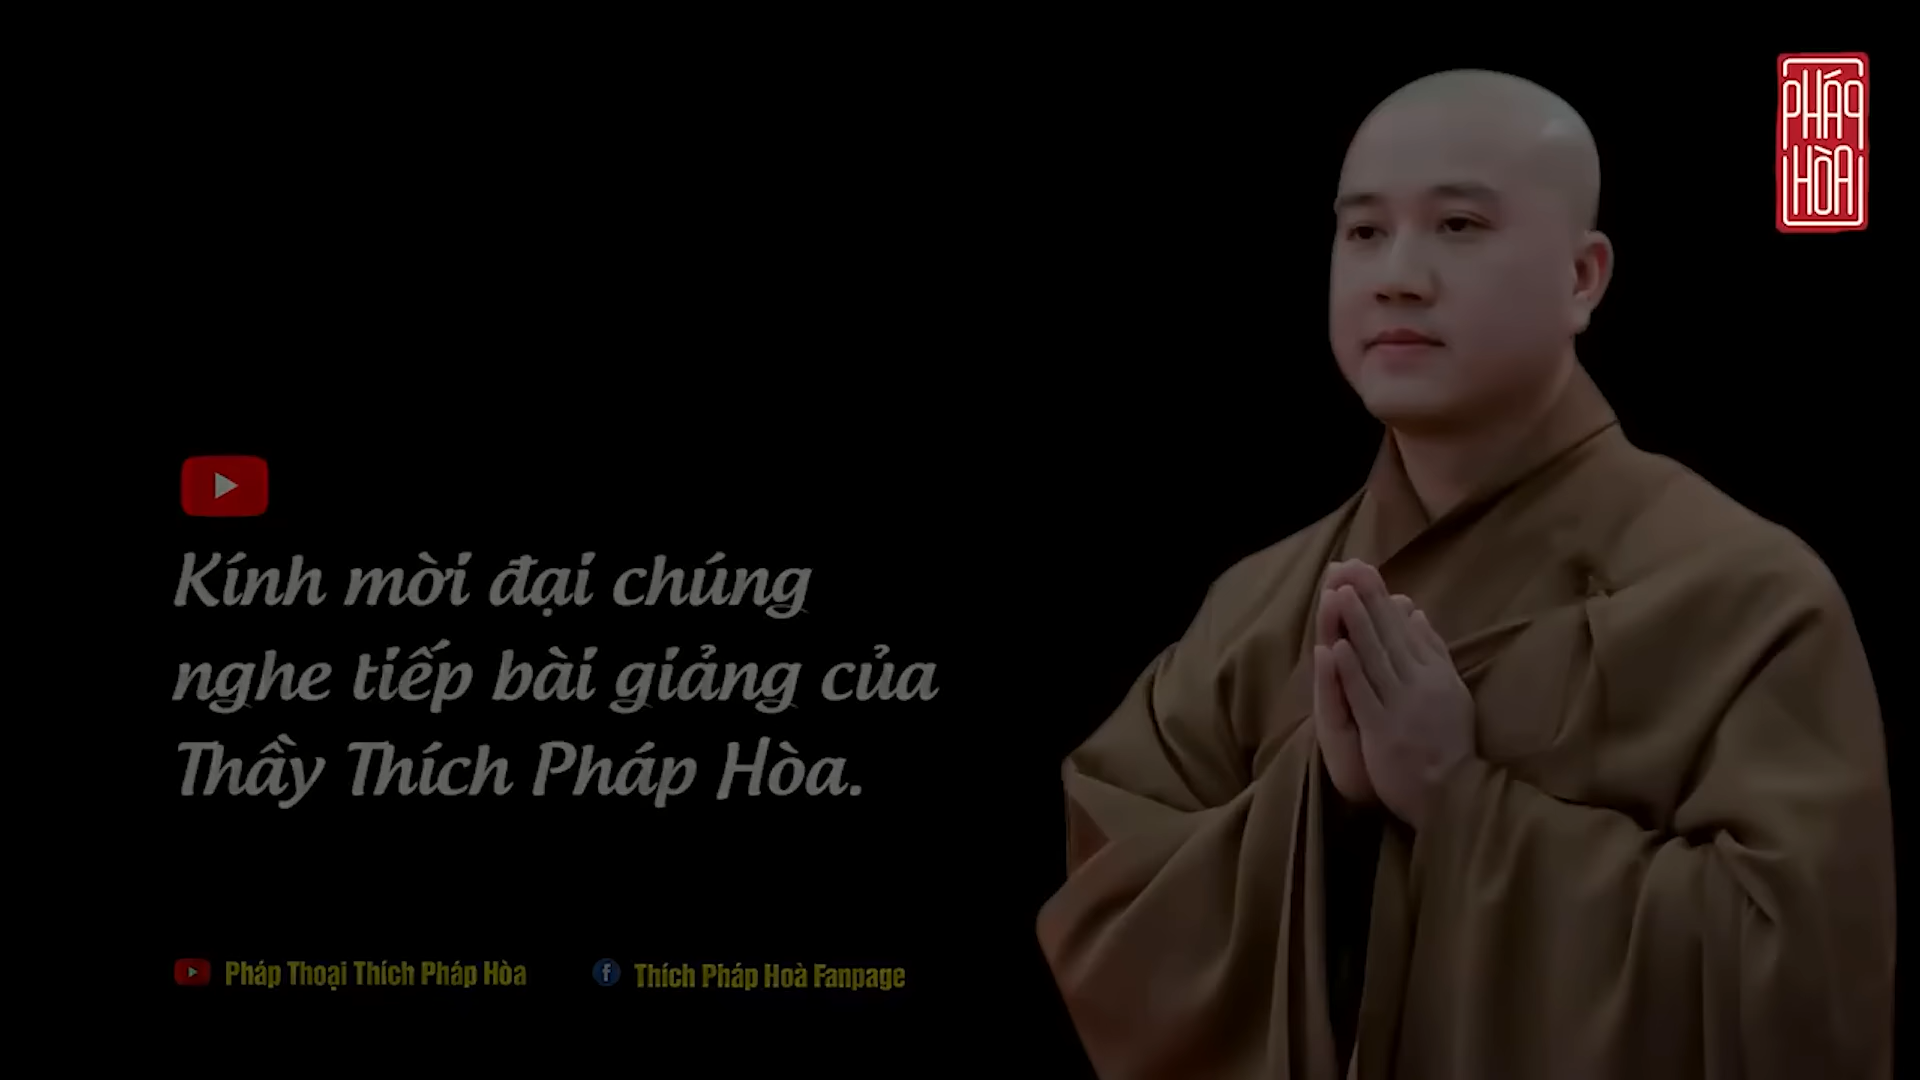 PHÁP
HÒA
Kính mời đại chúng
nghe tiếp bài giảng của
Thầy Thích Pháp Hòa.
Pháp Thoại Thích Pháp Hòa
Thích Pháp Hoà Fanpage